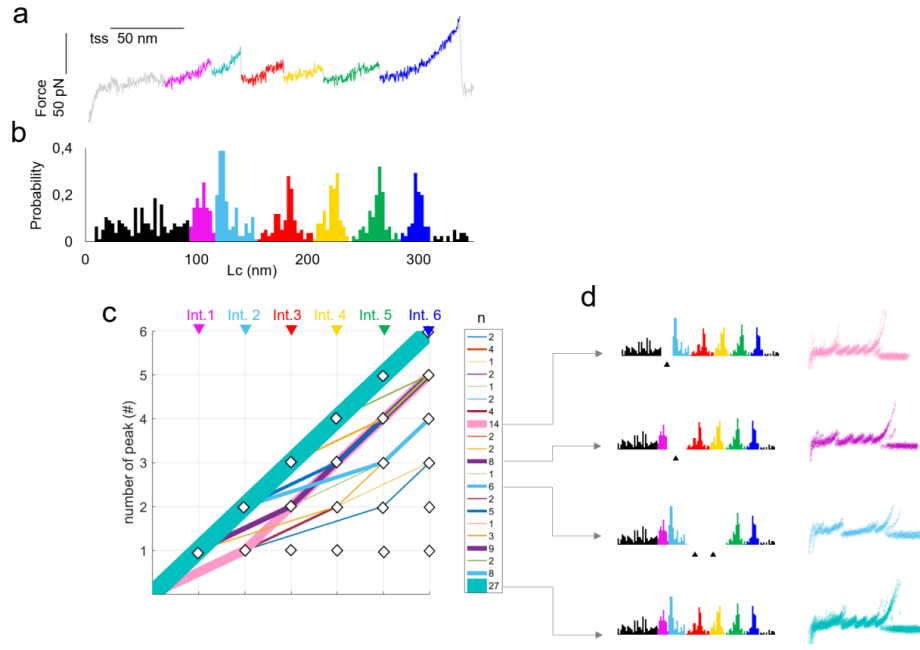 a
tss 50 nm
Force
50 pN
b
Probability
0,4
0,2
0
0 100 200 300
Lc (nm)
c
Int.1 Int. 2 Int.3 Int. 4 Int. 5 Int. 6
number of peak (#)
6
5
4
3
2
1
n
2
4
1
2
1
2
4
14
2
2
8
1
6
2
5
1
3
9
2
8
27
d